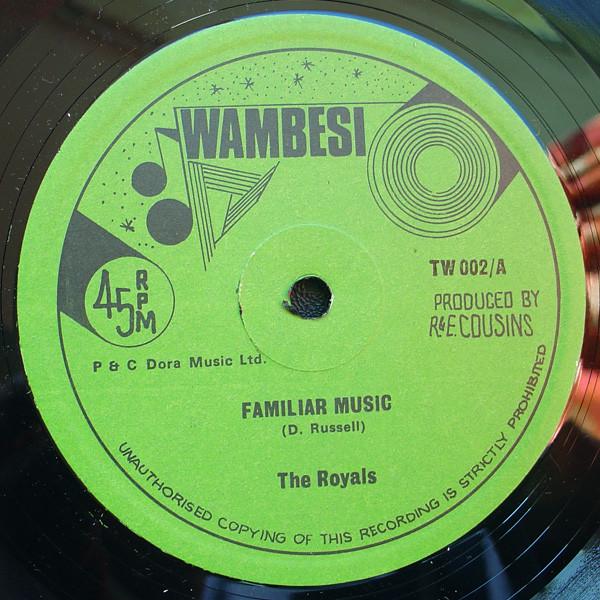 WAMBESI
TW 002/A
PRODUCED BY
R&E.COUSINS
45 RPM
P & C Dora Music Ltd.
FAMILIAR MUSIC
(D. Russell)
The Royals
UNAUTHORISED COPYING OF THIS RECORDING IS STRICTLY PROHIBITED